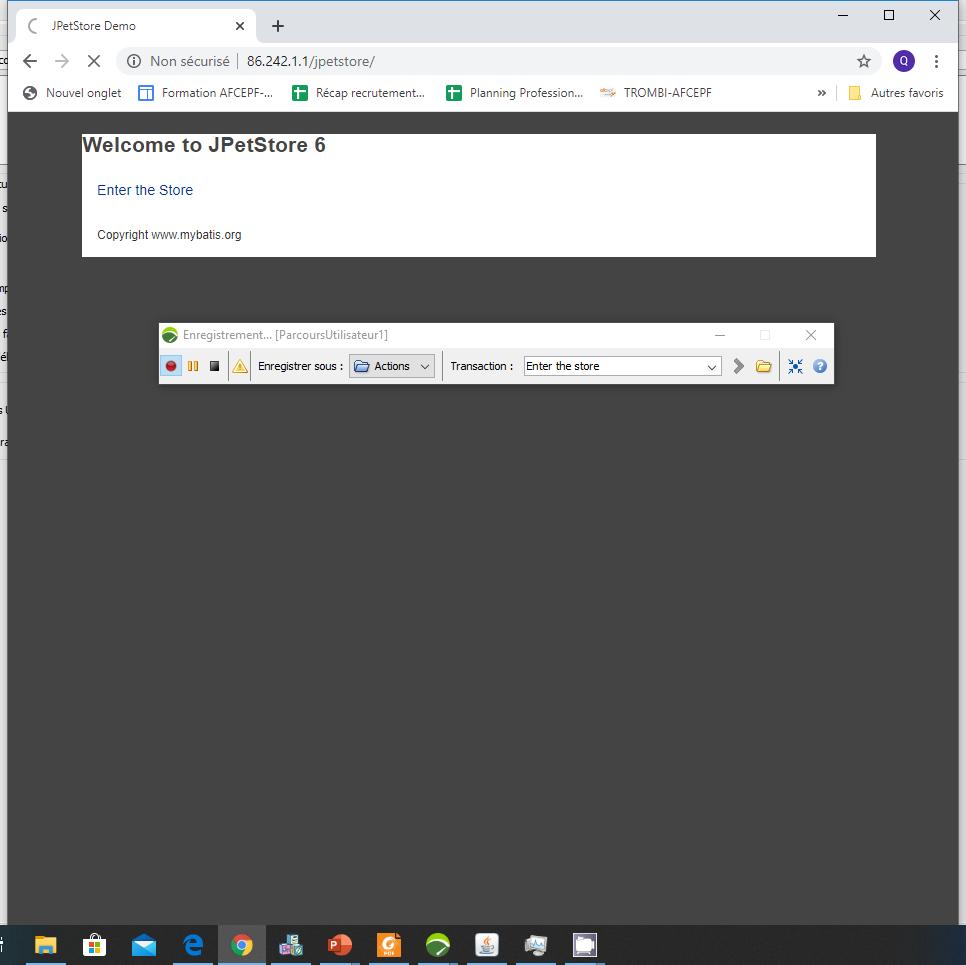 JPetStore Demo
Non sécurisé 86.242.1.1/jpetstore/
Q
Nouvel onglet Formation AFCEPF-... Récap recrutement... Planning Profession... TROMBI-AFCEPF » Autres favoris
Welcome to JPetStore 6
Enter the Store
Copyright www.mybatis.org
Enregistrement... [ParcoursUtilisateur1]
Enregistrer sous : Actions Transaction : Enter the store